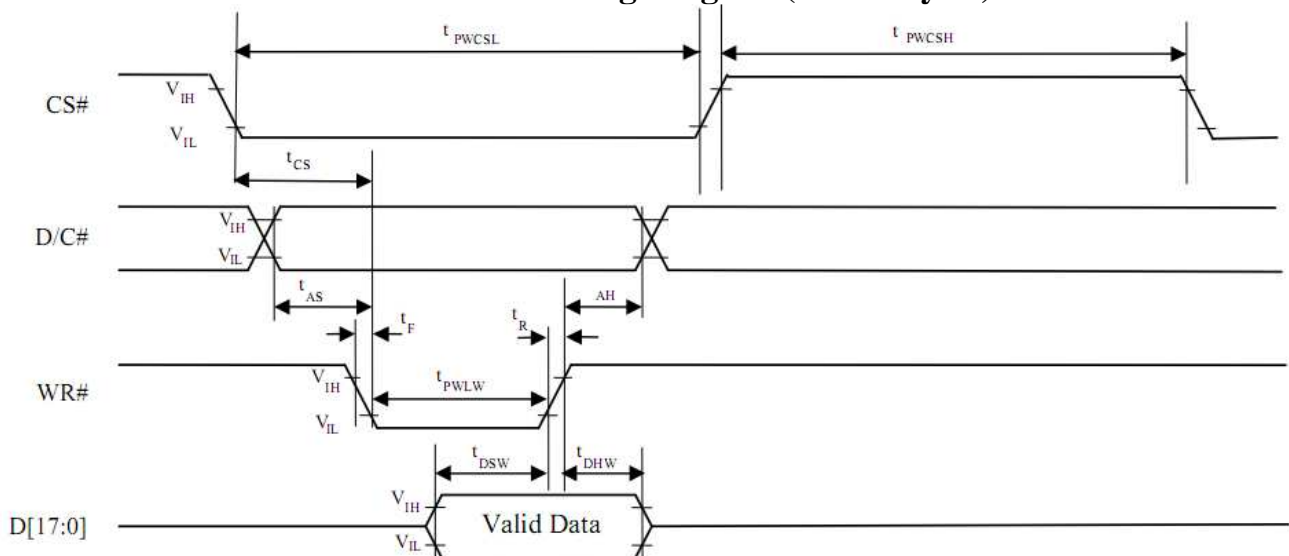 t PWCSL
t PWCSH
CS#
V IH
V IL
t CS
D/C#
V IH
V IL
t AS
AH
t F
t R
WR#
V IH
V IL
t PWLW
t DSW
t DHW
D[17:0]
V IH
V IL
Valid Data